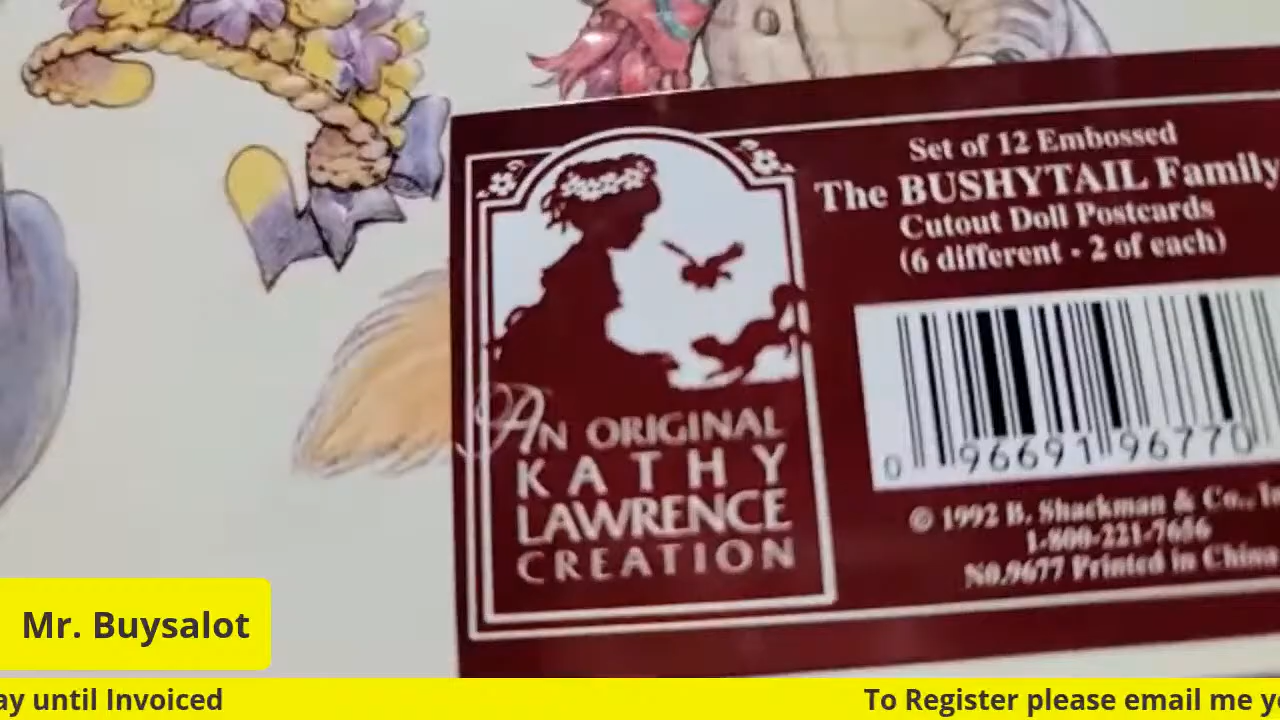 Set of 12 Embossed
The BUSHYTAIL Family
Cutout Doll Postcards
(6 different - 2 of each)
0 96691 96770
© 1992 B. Shackman & Co., In
1-800-221-7656
No.9677 Printed in China
AN ORIGINAL
KATHY
LAWRENCE
CREATION
Mr. Buysalot
ay until Invoiced
To Register please email me yo